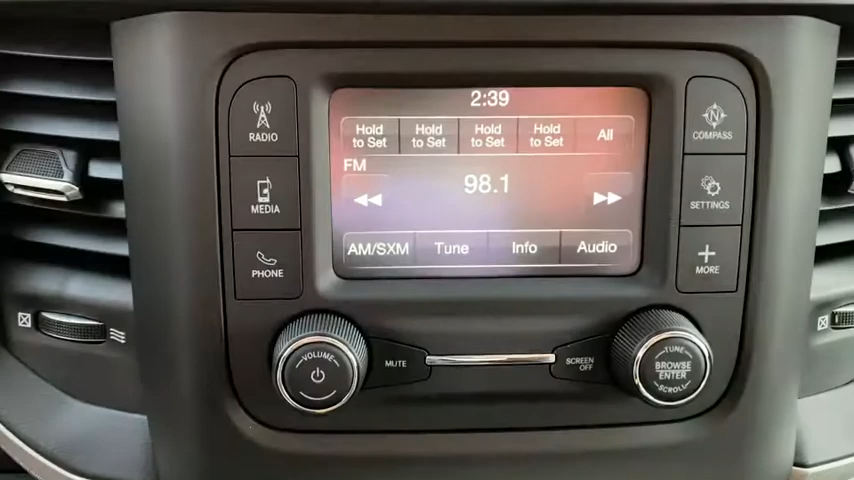 2:39
RADIO
Hold to Set
Hold to Set
Hold to Set
Hold to Set
All
N
COMPASS
FM
MEDIA
98.1
SETTINGS
AM/SXM
Tune
Info
Audio
PHONE
MORE
VOLUME
MUTE
SCREEN OFF
TUNE
BROWSE
ENTER
SCROLL